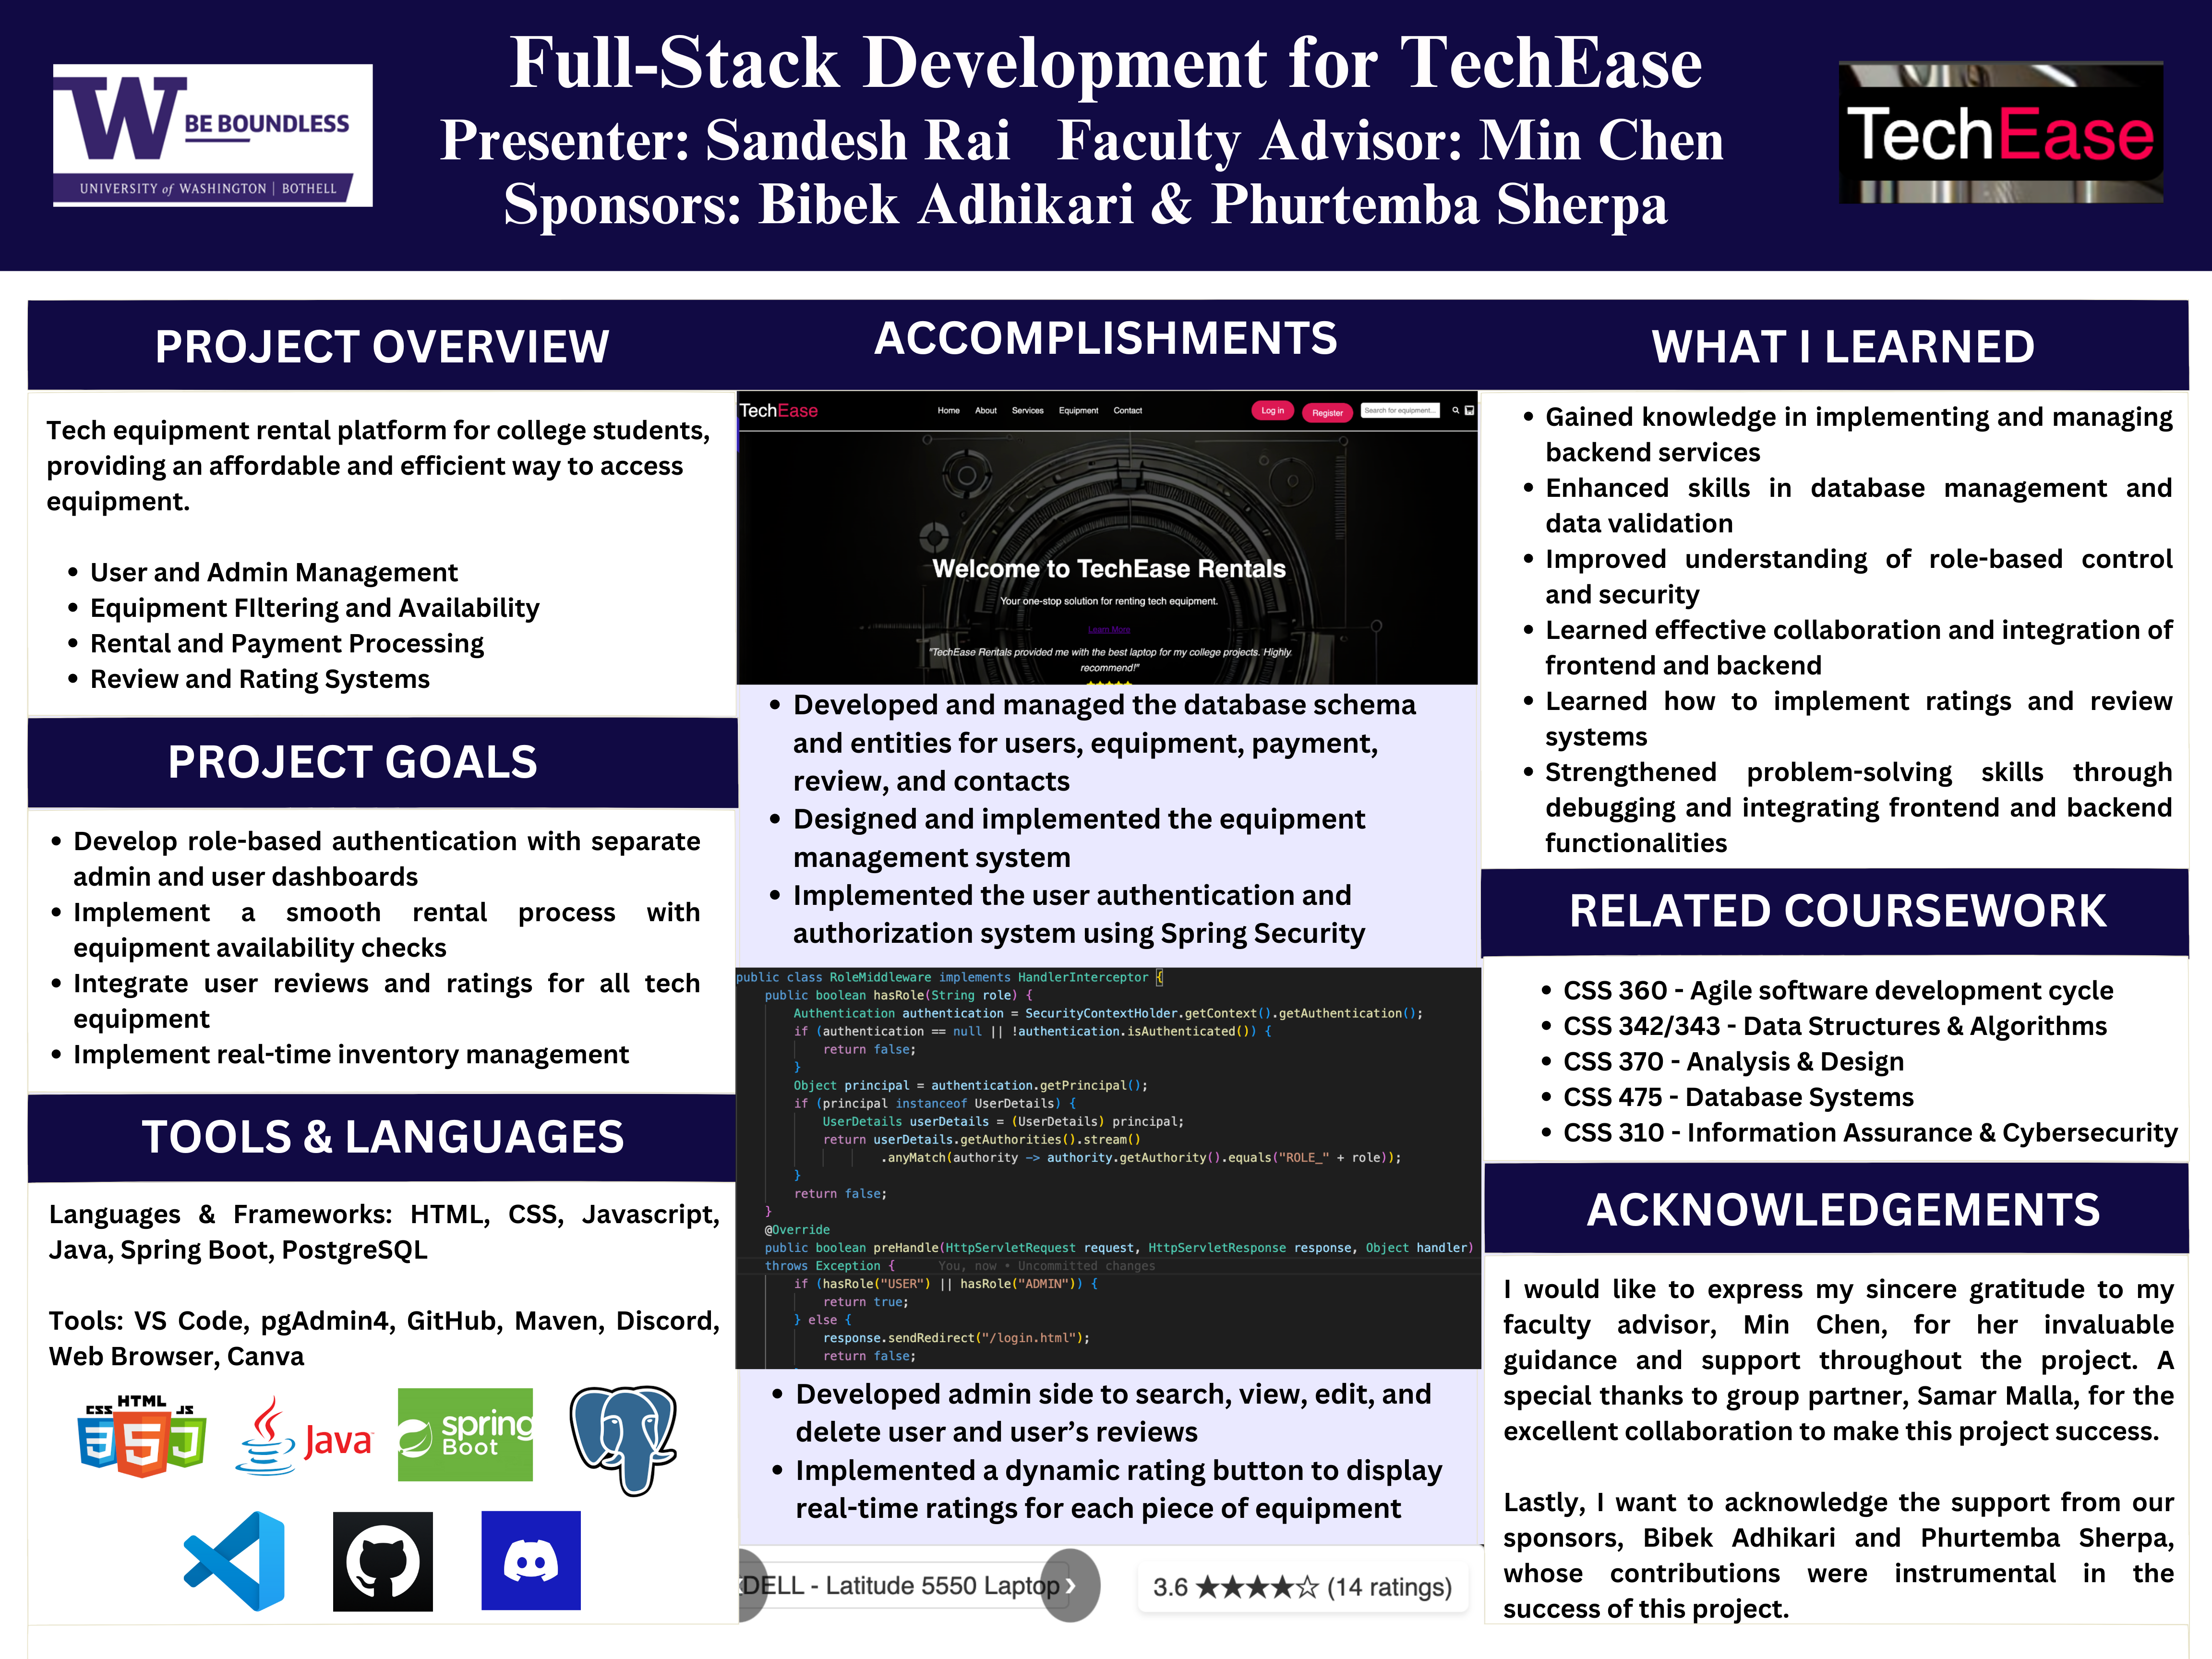 Full-Stack Development for TechEase
Presenter: Sandesh Rai   Faculty Advisor: Min Chen
Sponsors: Bibek Adhikari & Phurtemba Sherpa
W BE BOUNDLESS
UNIVERSITY of WASHINGTON | BOTHELL
TechEase
PROJECT OVERVIEW
Tech equipment rental platform for college students,
providing an affordable and efficient way to access
equipment.
• User and Admin Management
• Equipment FIltering and Availability
• Rental and Payment Processing
• Review and Rating Systems
PROJECT GOALS
• Develop role-based authentication with separate
admin and user dashboards
• Implement a smooth rental process with
equipment availability checks
• Integrate user reviews and ratings for all tech
equipment
• Implement real-time inventory management
TOOLS & LANGUAGES
Languages & Frameworks: HTML, CSS, Javascript,
Java, Spring Boot, PostgreSQL
Tools: VS Code, pgAdmin4, GitHub, Maven, Discord,
Web Browser, Canva
CSS HTML JS
3 5 J
Java
spring
Boot
ACCOMPLISHMENTS
TechEase Home About Services Equipment Contact Log in Register Search for equipment...
Welcome to TechEase Rentals
Your one-stop solution for renting tech equipment.
Learn More
"TechEase Rentals provided me with the best laptop for my college projects. Highly
recommend!"
• Developed and managed the database schema
and entities for users, equipment, payment,
review, and contacts
• Designed and implemented the equipment
management system
• Implemented the user authentication and
authorization system using Spring Security
public class RoleMiddleware implements HandlerInterceptor {
public boolean hasRole(String role) {
Authentication authentication = SecurityContextHolder.getContext().getAuthentication();
if (authentication == null || !authentication.isAuthenticated()) {
return false;
}
Object principal = authentication.getPrincipal();
if (principal instanceof UserDetails) {
UserDetails userDetails = (UserDetails) principal;
return userDetails.getAuthorities().stream()
.anyMatch(authority -> authority.getAuthority().equals("ROLE_" + role));
}
return false;
}
@Override
public boolean preHandle(HttpServletRequest request, HttpServletResponse response, Object handler)
throws Exception { You, now • Uncommitted changes
if (hasRole("USER") || hasRole("ADMIN")) {
return true;
} else {
response.sendRedirect("/login.html");
return false;
• Developed admin side to search, view, edit, and
delete user and user’s reviews
• Implemented a dynamic rating button to display
real-time ratings for each piece of equipment
DELL - Latitude 5550 Laptop ›
3.6 ★★★★☆ (14 ratings)
WHAT I LEARNED
• Gained knowledge in implementing and managing
backend services
• Enhanced skills in database management and
data validation
• Improved understanding of role-based control
and security
• Learned effective collaboration and integration of
frontend and backend
• Learned how to implement ratings and review
systems
• Strengthened problem-solving skills through
debugging and integrating frontend and backend
functionalities
RELATED COURSEWORK
• CSS 360 - Agile software development cycle
• CSS 342/343 - Data Structures & Algorithms
• CSS 370 - Analysis & Design
• CSS 475 - Database Systems
• CSS 310 - Information Assurance & Cybersecurity
ACKNOWLEDGEMENTS
I would like to express my sincere gratitude to my
faculty advisor, Min Chen, for her invaluable
guidance and support throughout the project. A
special thanks to group partner, Samar Malla, for the
excellent collaboration to make this project success.
Lastly, I want to acknowledge the support from our
sponsors, Bibek Adhikari and Phurtemba Sherpa,
whose contributions were instrumental in the
success of this project.